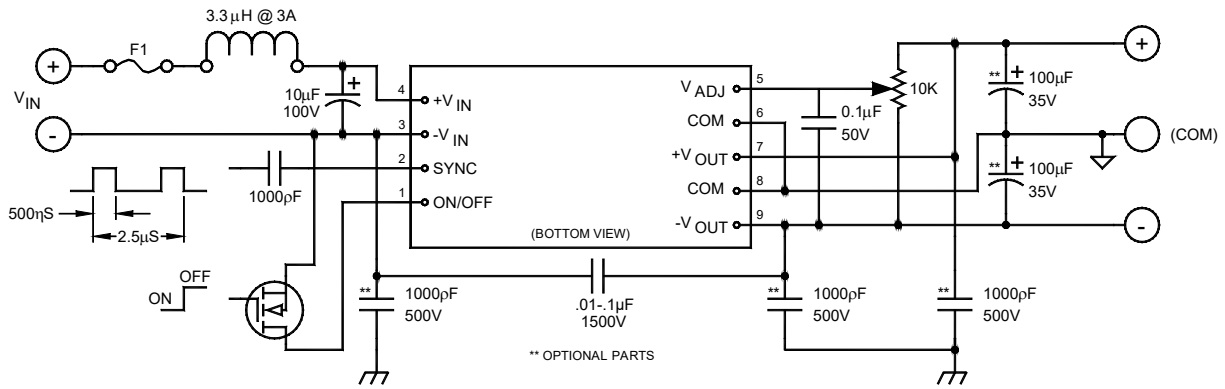 3.3 µH @ 3A
F1
+
VIN
-
10µF
100V
+
4
+VIN
3
-VIN
2
SYNC
1
ON/OFF
1000ρF
500ηS
2.5µS
OFF
ON
(BOTTOM VIEW)
VADJ
5
COM
6
+VOUT
7
COM
8
-VOUT
9
10K
0.1µF
50V
** +
100µF
35V
** +
100µF
35V
+
(COM)
-
**
1000ρF
500V
.01-.1µF
1500V
**
1000ρF
500V
**
1000ρF
500V
** OPTIONAL PARTS